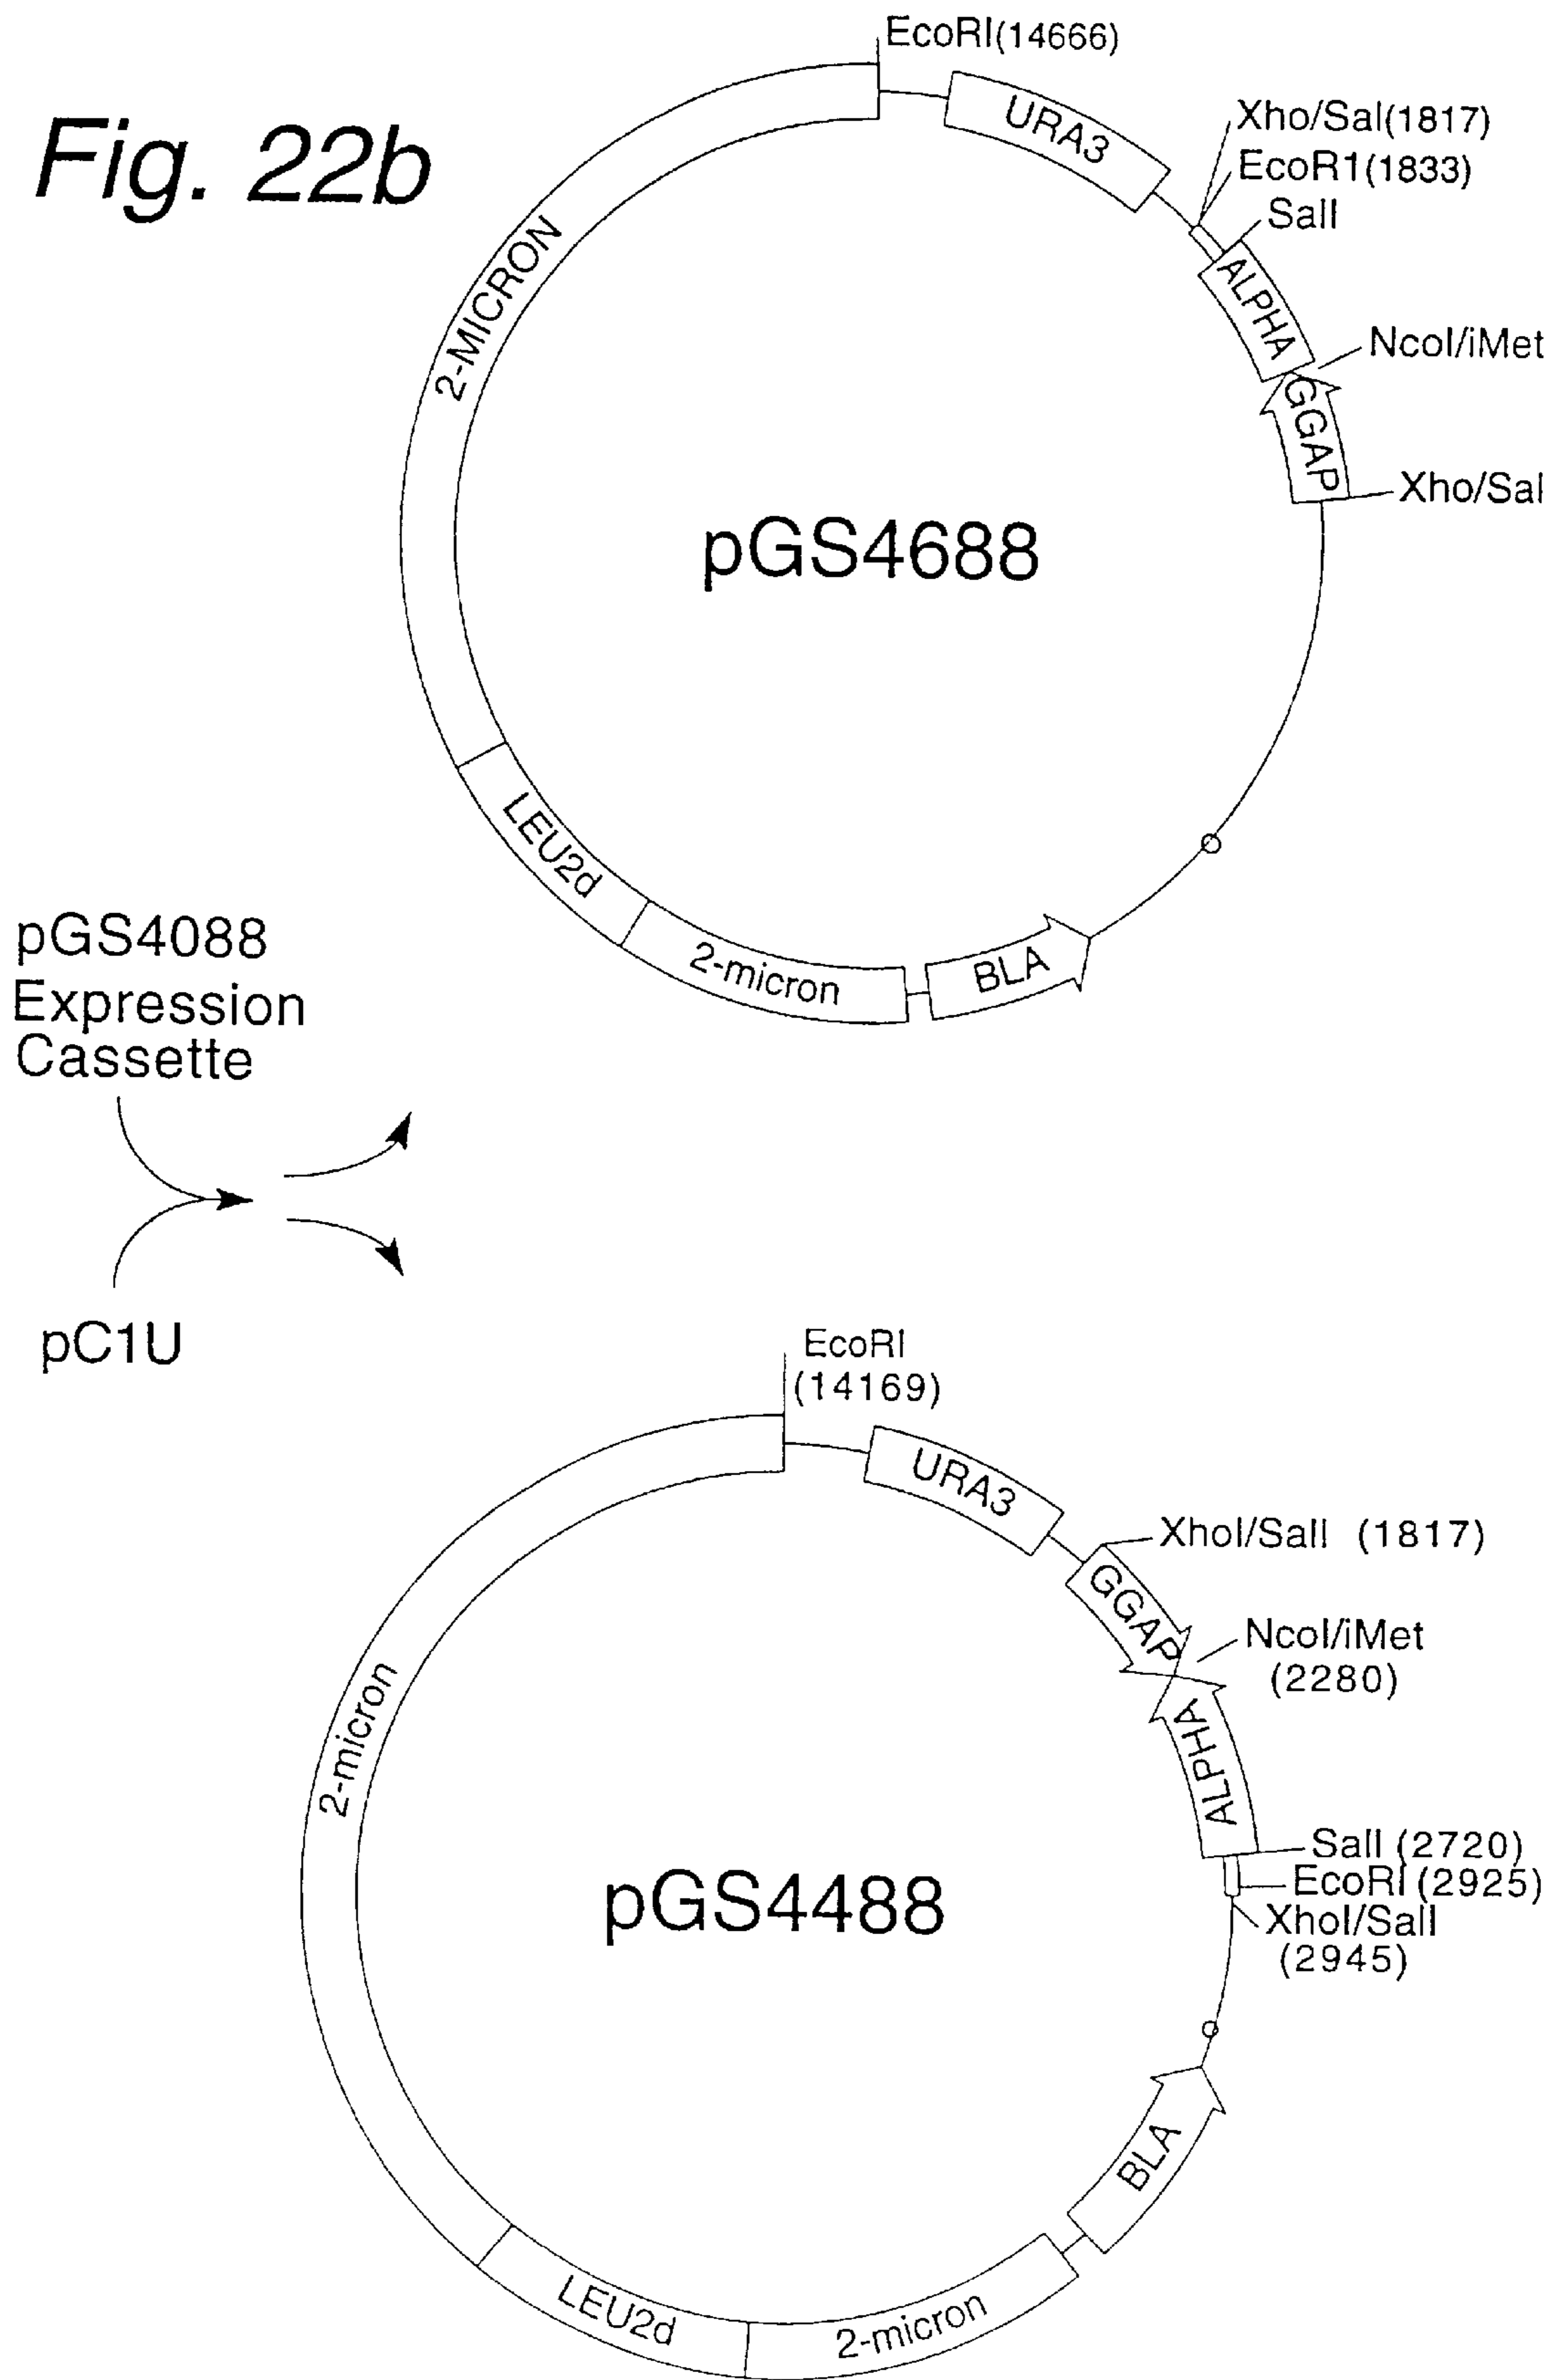 Fig. 22b
EcoRI(14666)
URA3
Xho/Sal(1817)
EcoR1(1833)
SalI
ALPHA
NcoI/iMet
GGAP
Xho/Sal
2-MICRON
pGS4688
LEU2d
2-micron
BLA
pGS4088
Expression
Cassette
pC1U
EcoRI
(14169)
URA3
XhoI/SalI (1817)
GGAP
NcoI/iMet
(2280)
ALPHA
2-micron
SalI (2720)
EcoRI (2925)
XhoI/SalI
(2945)
pGS4488
BLA
LEU2d
2-micron